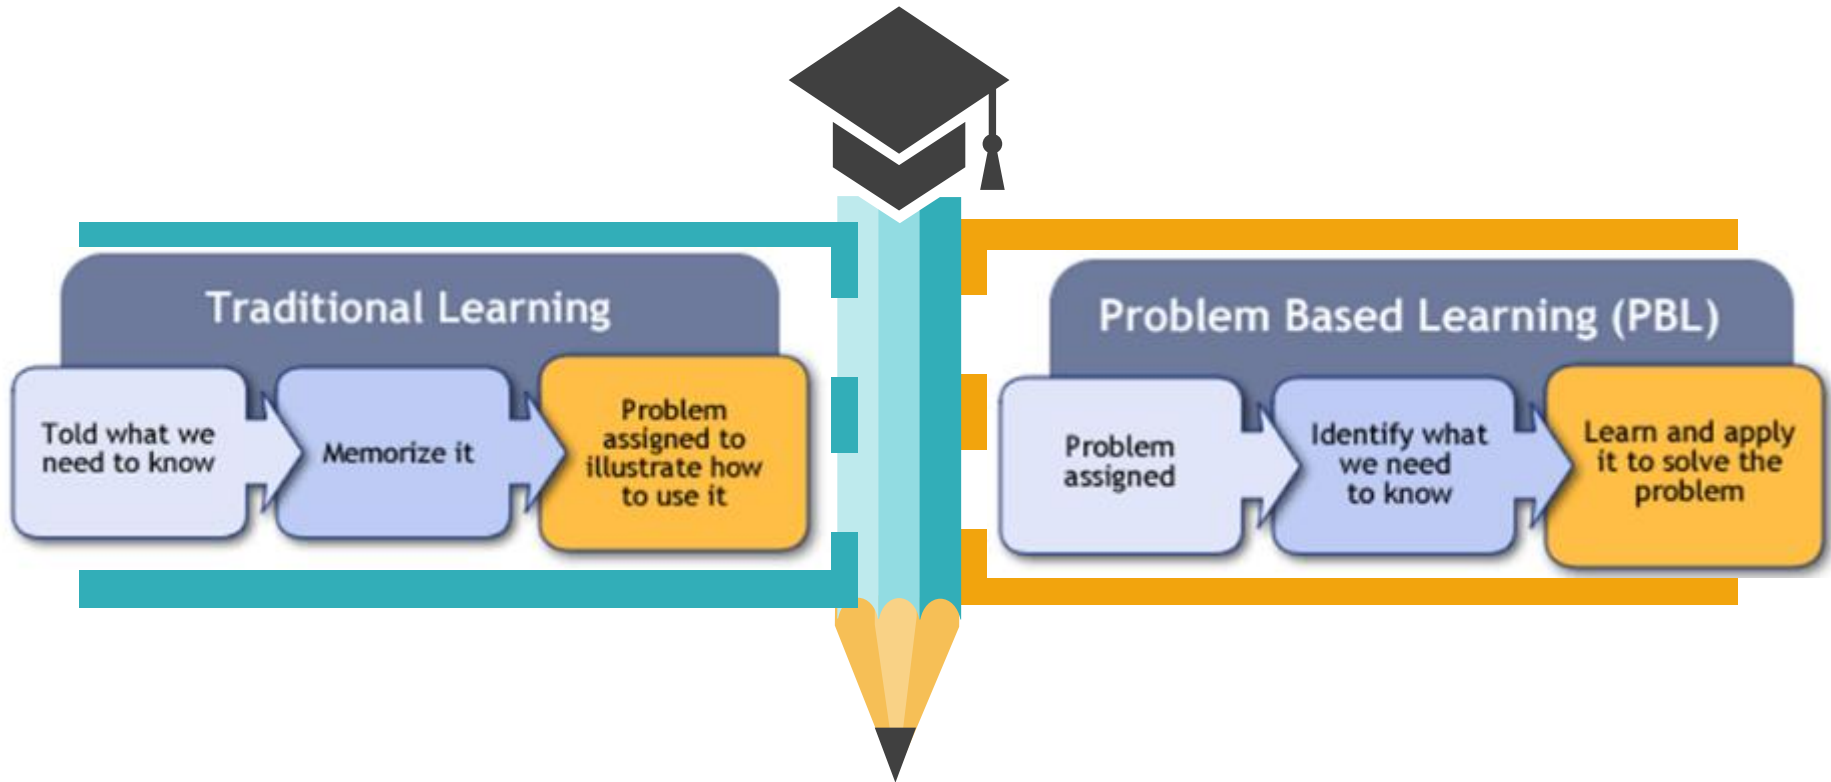 Traditional Learning
Told what we
need to know
Memorize it
Problem
assigned to
illustrate how
to use it
Problem Based Learning (PBL)
Problem
assigned
Identify what
we need
to know
Learn and apply
it to solve the
problem